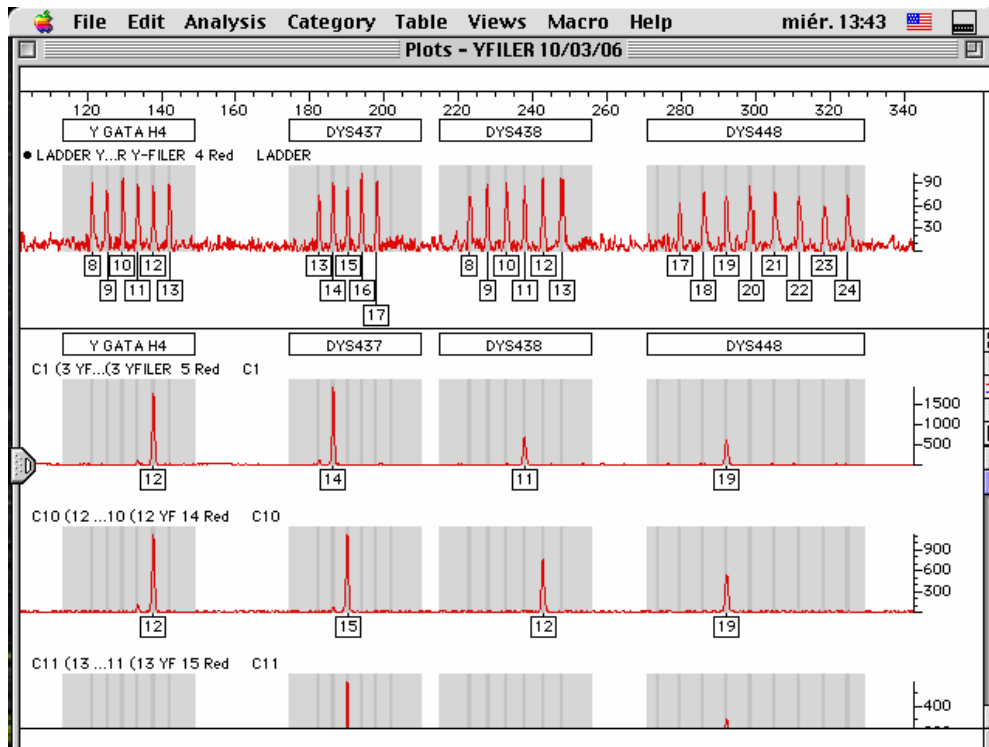 File Edit Analysis Category Table Views Macro Help miér. 13:43
Plots - YFILER 10/03/06
120 140 160 180 200 220 240 260 280 300 320 340
Y GATA H4 DYS437 DYS438 DYS448
LADDER Y...R Y-FILER 4 Red LADDER
90
60
30
8 10 12 13 15 8 10 12 17 19 21 23
9 11 13 14 16 9 11 13 18 20 22 24
17
Y GATA H4 DYS437 DYS438 DYS448
C1 (3 YF...(3 YFILER 5 Red C1
1500
1000
500
12 14 11 19
C10 (12 ...10 (12 YF 14 Red C10
900
600
300
12 15 12 19
C11 (13 ...11 (13 YF 15 Red C11
400